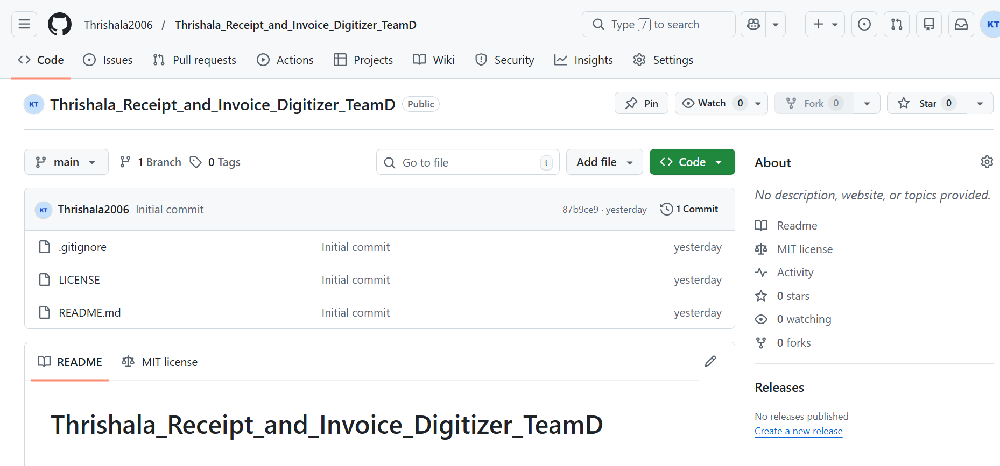 Thrishala2006 / Thrishala_Receipt_and_Invoice_Digitizer_TeamD Type / to search KT
Code Issues Pull requests Actions Projects Wiki Security Insights Settings
KT Thrishala_Receipt_and_Invoice_Digitizer_TeamD Public Pin Watch 0 Fork 0 Star 0
main 1 Branch 0 Tags Go to file t Add file Code
KT Thrishala2006 Initial commit 87b9ce9 · yesterday 1 Commit
.gitignore Initial commit yesterday
LICENSE Initial commit yesterday
README.md Initial commit yesterday
README MIT license
Thrishala_Receipt_and_Invoice_Digitizer_TeamD
About
No description, website, or topics provided.
Readme
MIT license
Activity
0 stars
0 watching
0 forks
Releases
No releases published
Create a new release